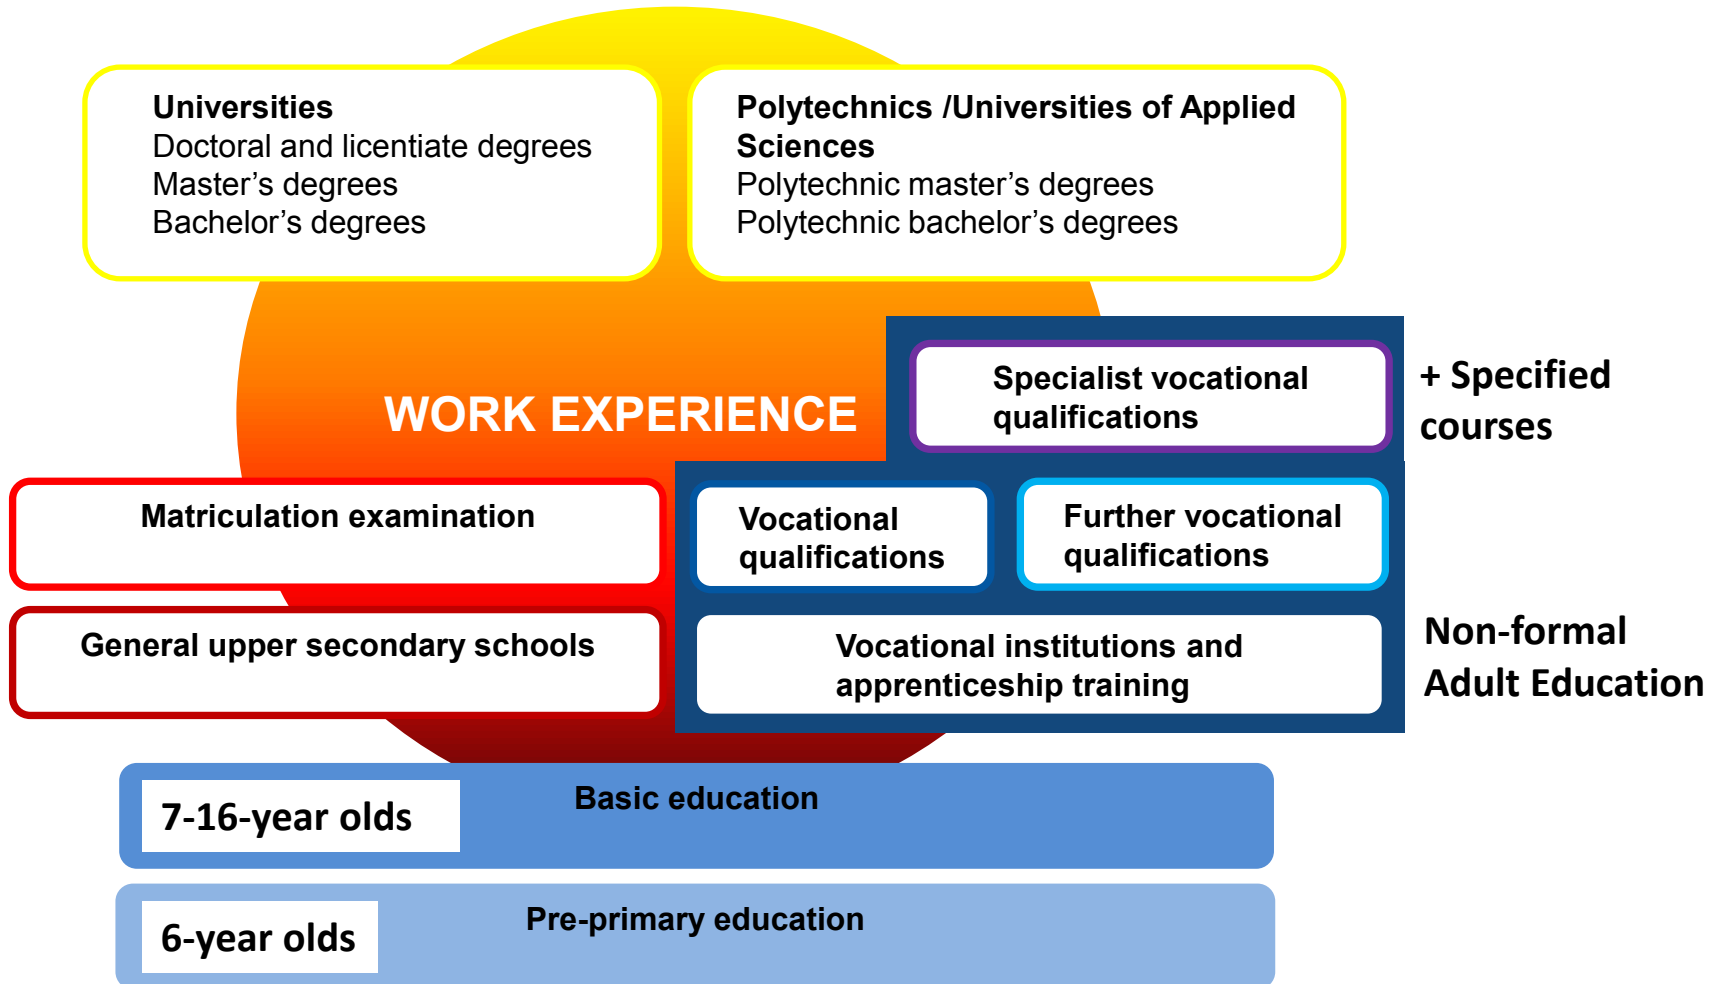 Universities
Doctoral and licentiate degrees
Master’s degrees
Bachelor’s degrees
Polytechnics /Universities of Applied
Sciences
Polytechnic master’s degrees
Polytechnic bachelor’s degrees
WORK EXPERIENCE
Specialist vocational
qualifications
+ Specified
courses
Matriculation examination
Vocational
qualifications
Further vocational
qualifications
General upper secondary schools
Vocational institutions and
apprenticeship training
Non-formal
Adult Education
7-16-year olds
Basic education
6-year olds
Pre-primary education